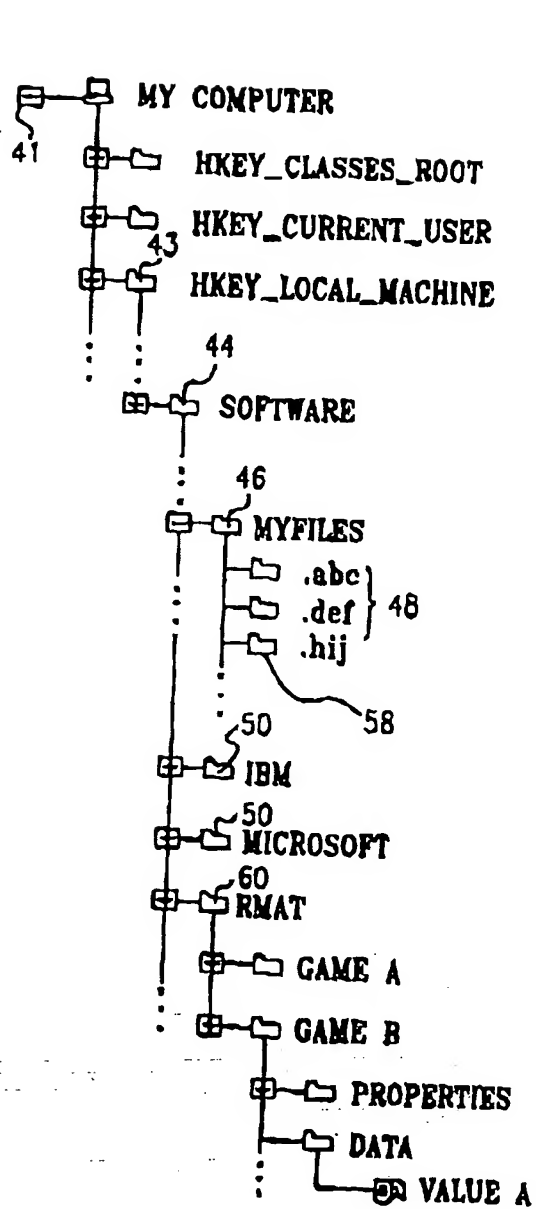 MY COMPUTER
41
HKEY_CLASSES_ROOT
HKEY_CURRENT_USER
43
HKEY_LOCAL_MACHINE
44
SOFTWARE
46
MYFILES
.abc
.def } 48
.hij
58
50
IBM
50
MICROSOFT
60
RMAT
GAME A
GAME B
PROPERTIES
DATA
VALUE A